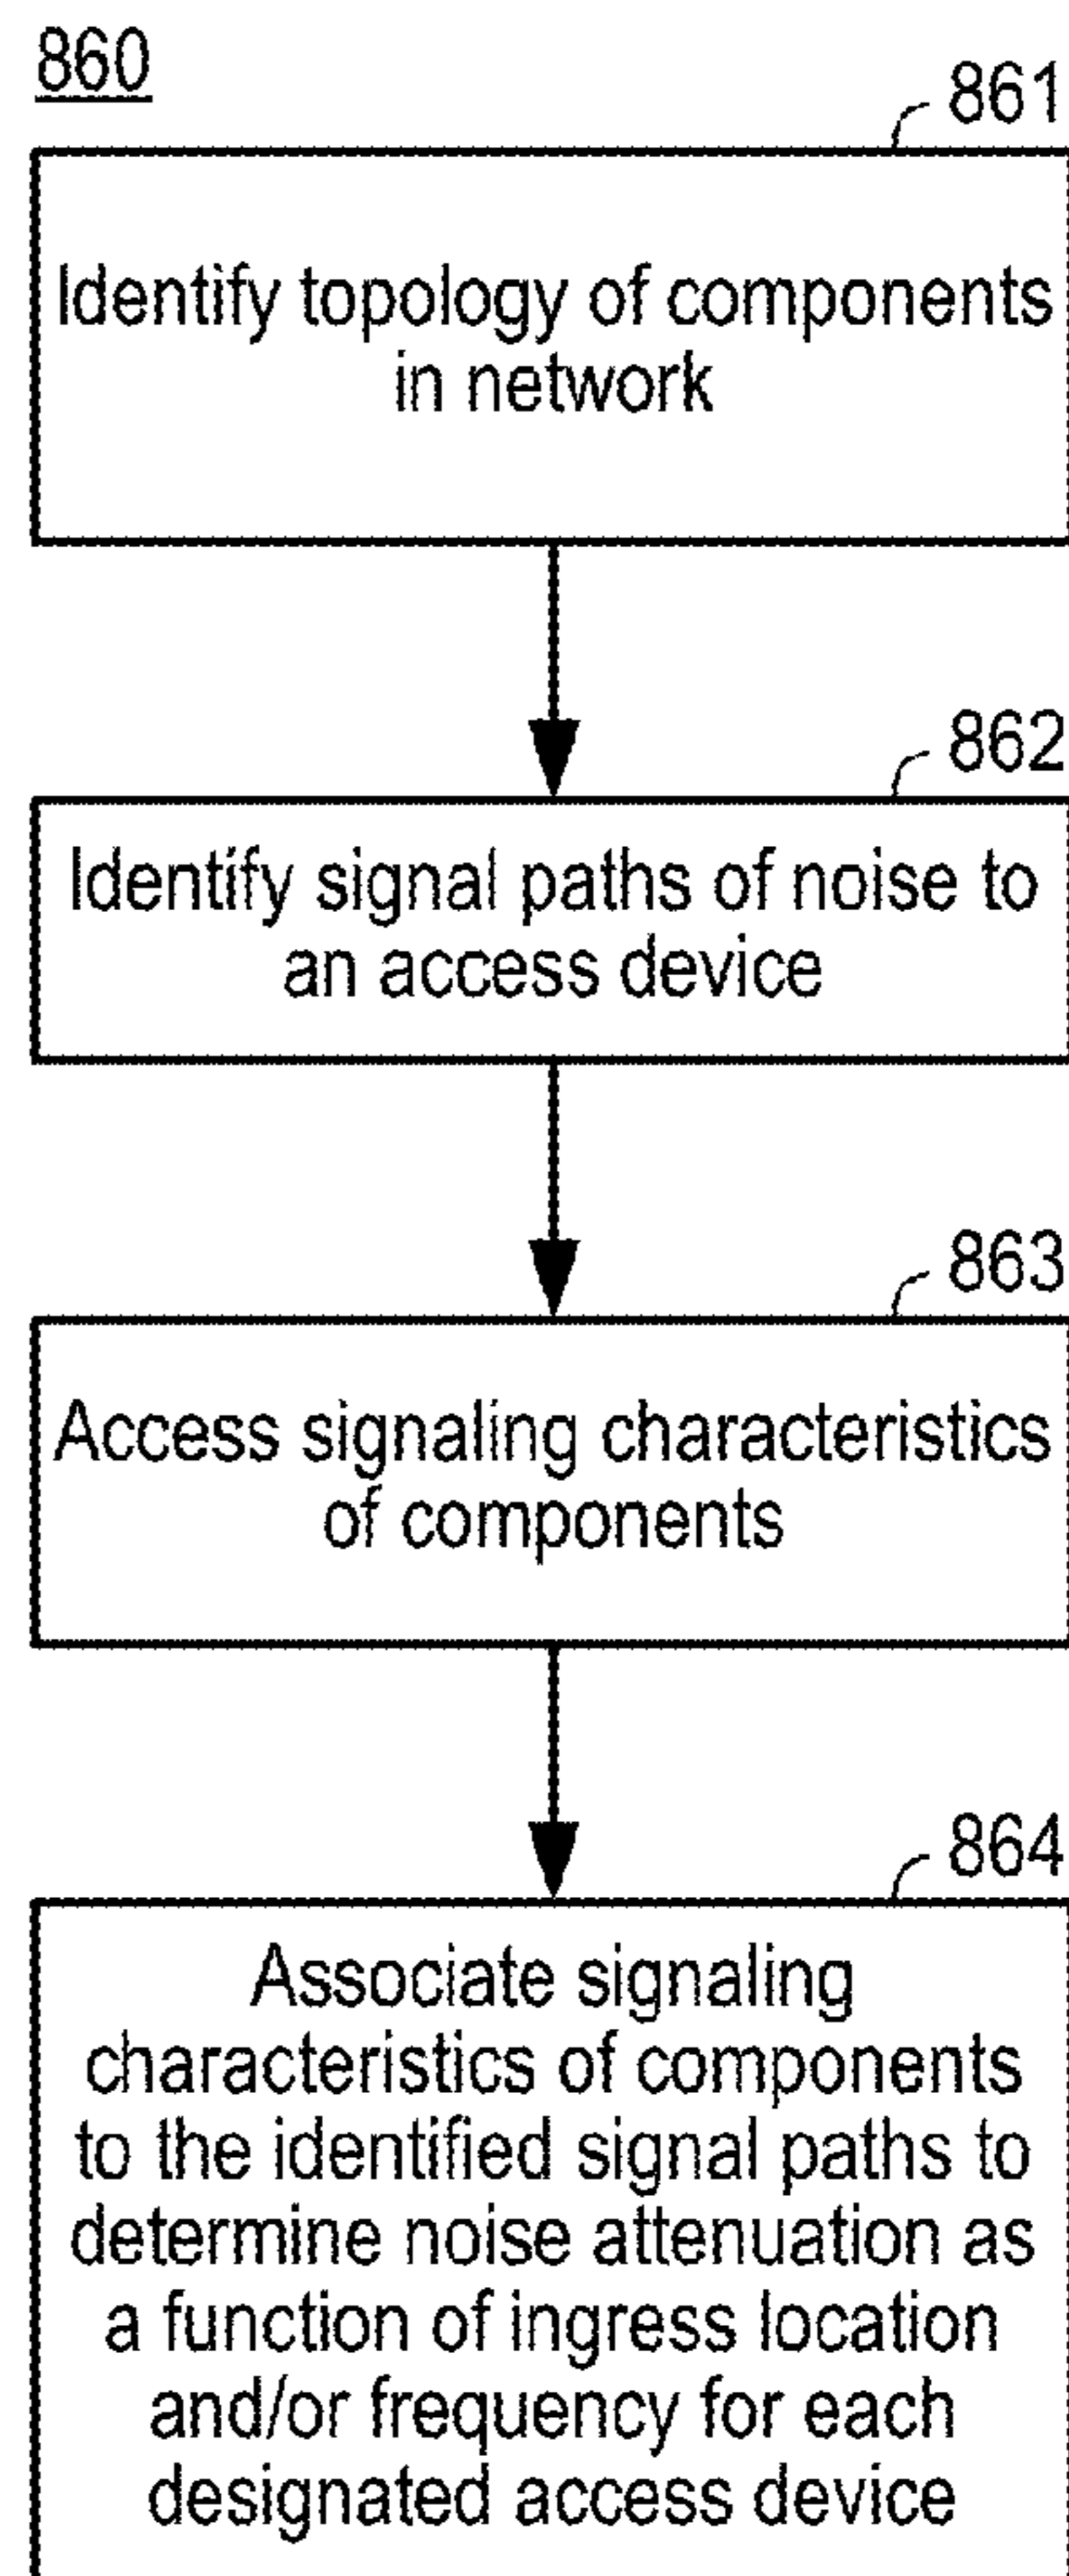 860
861
Identify topology of components
in network
862
Identify signal paths of noise to
an access device
863
Access signaling characteristics
of components
864
Associate signaling
characteristics of components
to the identified signal paths to
determine noise attenuation as
a function of ingress location
and/or frequency for each
designated access device